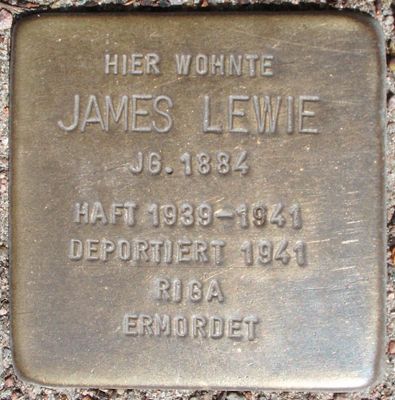 HIER WOHNTE
JAMES LEWIE
JG. 1884
HAFT 1939-1941
DEPORTIERT 1941
RIGA
ERMORDET